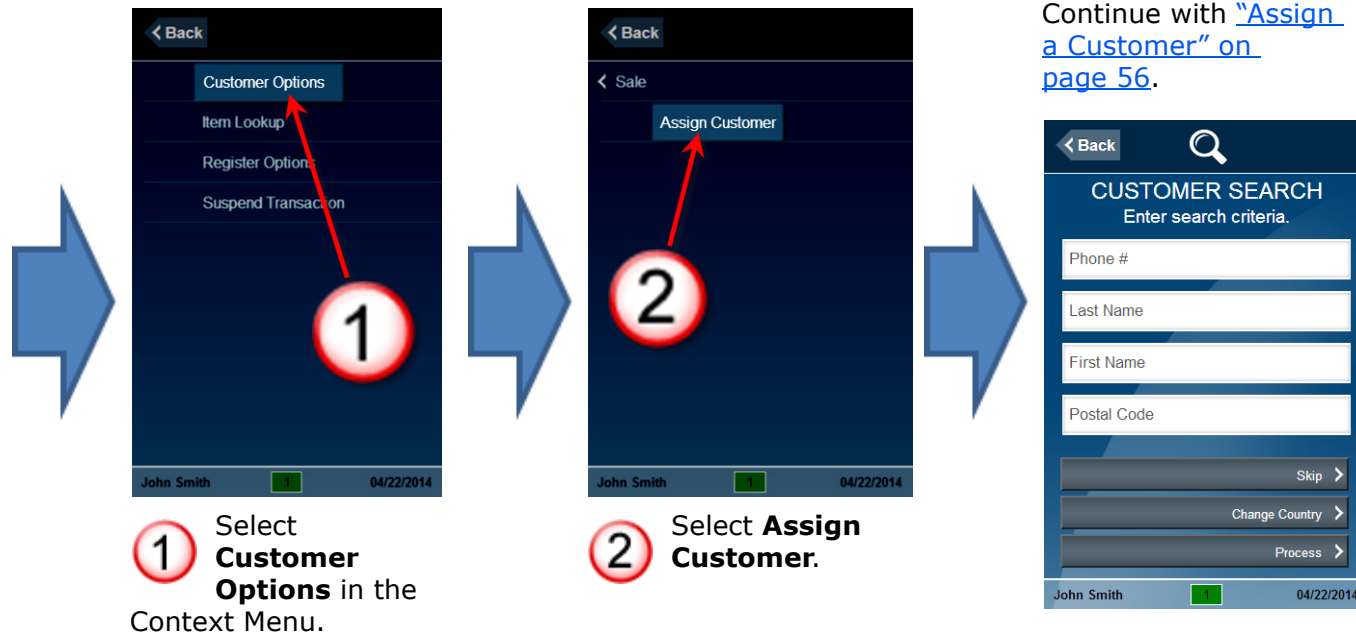 Back
Customer Options
Item Lookup
Register Options
Suspend Transaction
1
John Smith 1 04/22/2014
1 Select
Customer
Options in the
Context Menu.
Back
Sale
Assign Customer
2
John Smith 1 04/22/2014
2 Select Assign
Customer.
Continue with “Assign
a Customer” on
page 56.
Back
CUSTOMER SEARCH
Enter search criteria.
Phone #
Last Name
First Name
Postal Code
Skip
Change Country
Process
John Smith 1 04/22/2014